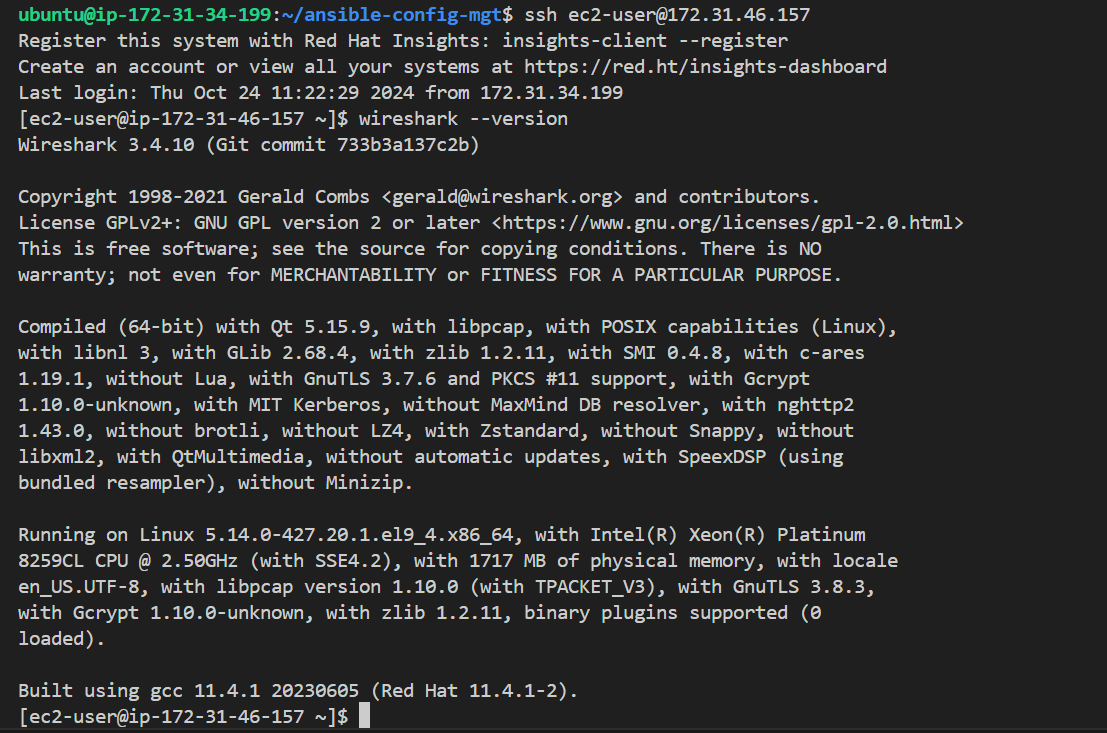 ubuntu@ip-172-31-34-199:~/ansible-config-mgt$ ssh ec2-user@172.31.46.157
Register this system with Red Hat Insights: insights-client --register
Create an account or view all your systems at https://red.ht/insights-dashboard
Last login: Thu Oct 24 11:22:29 2024 from 172.31.34.199
[ec2-user@ip-172-31-46-157 ~]$ wireshark --version
Wireshark 3.4.10 (Git commit 733b3a137c2b)

Copyright 1998-2021 Gerald Combs <gerald@wireshark.org> and contributors.
License GPLv2+: GNU GPL version 2 or later <https://www.gnu.org/licenses/gpl-2.0.html>
This is free software; see the source for copying conditions. There is NO
warranty; not even for MERCHANTABILITY or FITNESS FOR A PARTICULAR PURPOSE.

Compiled (64-bit) with Qt 5.15.9, with libpcap, with POSIX capabilities (Linux),
with libnl 3, with GLib 2.68.4, with zlib 1.2.11, with SMI 0.4.8, with c-ares
1.19.1, without Lua, with GnuTLS 3.7.6 and PKCS #11 support, with Gcrypt
1.10.0-unknown, with MIT Kerberos, without MaxMind DB resolver, with nghttp2
1.43.0, without brotli, without LZ4, with Zstandard, without Snappy, without
libxml2, with QtMultimedia, without automatic updates, with SpeexDSP (using
bundled resampler), without Minizip.

Running on Linux 5.14.0-427.20.1.el9_4.x86_64, with Intel(R) Xeon(R) Platinum
8259CL CPU @ 2.50GHz (with SSE4.2), with 1717 MB of physical memory, with locale
en_US.UTF-8, with libpcap version 1.10.0 (with TPACKET_V3), with GnuTLS 3.8.3,
with Gcrypt 1.10.0-unknown, with zlib 1.2.11, binary plugins supported (0
loaded).

Built using gcc 11.4.1 20230605 (Red Hat 11.4.1-2).
[ec2-user@ip-172-31-46-157 ~]$